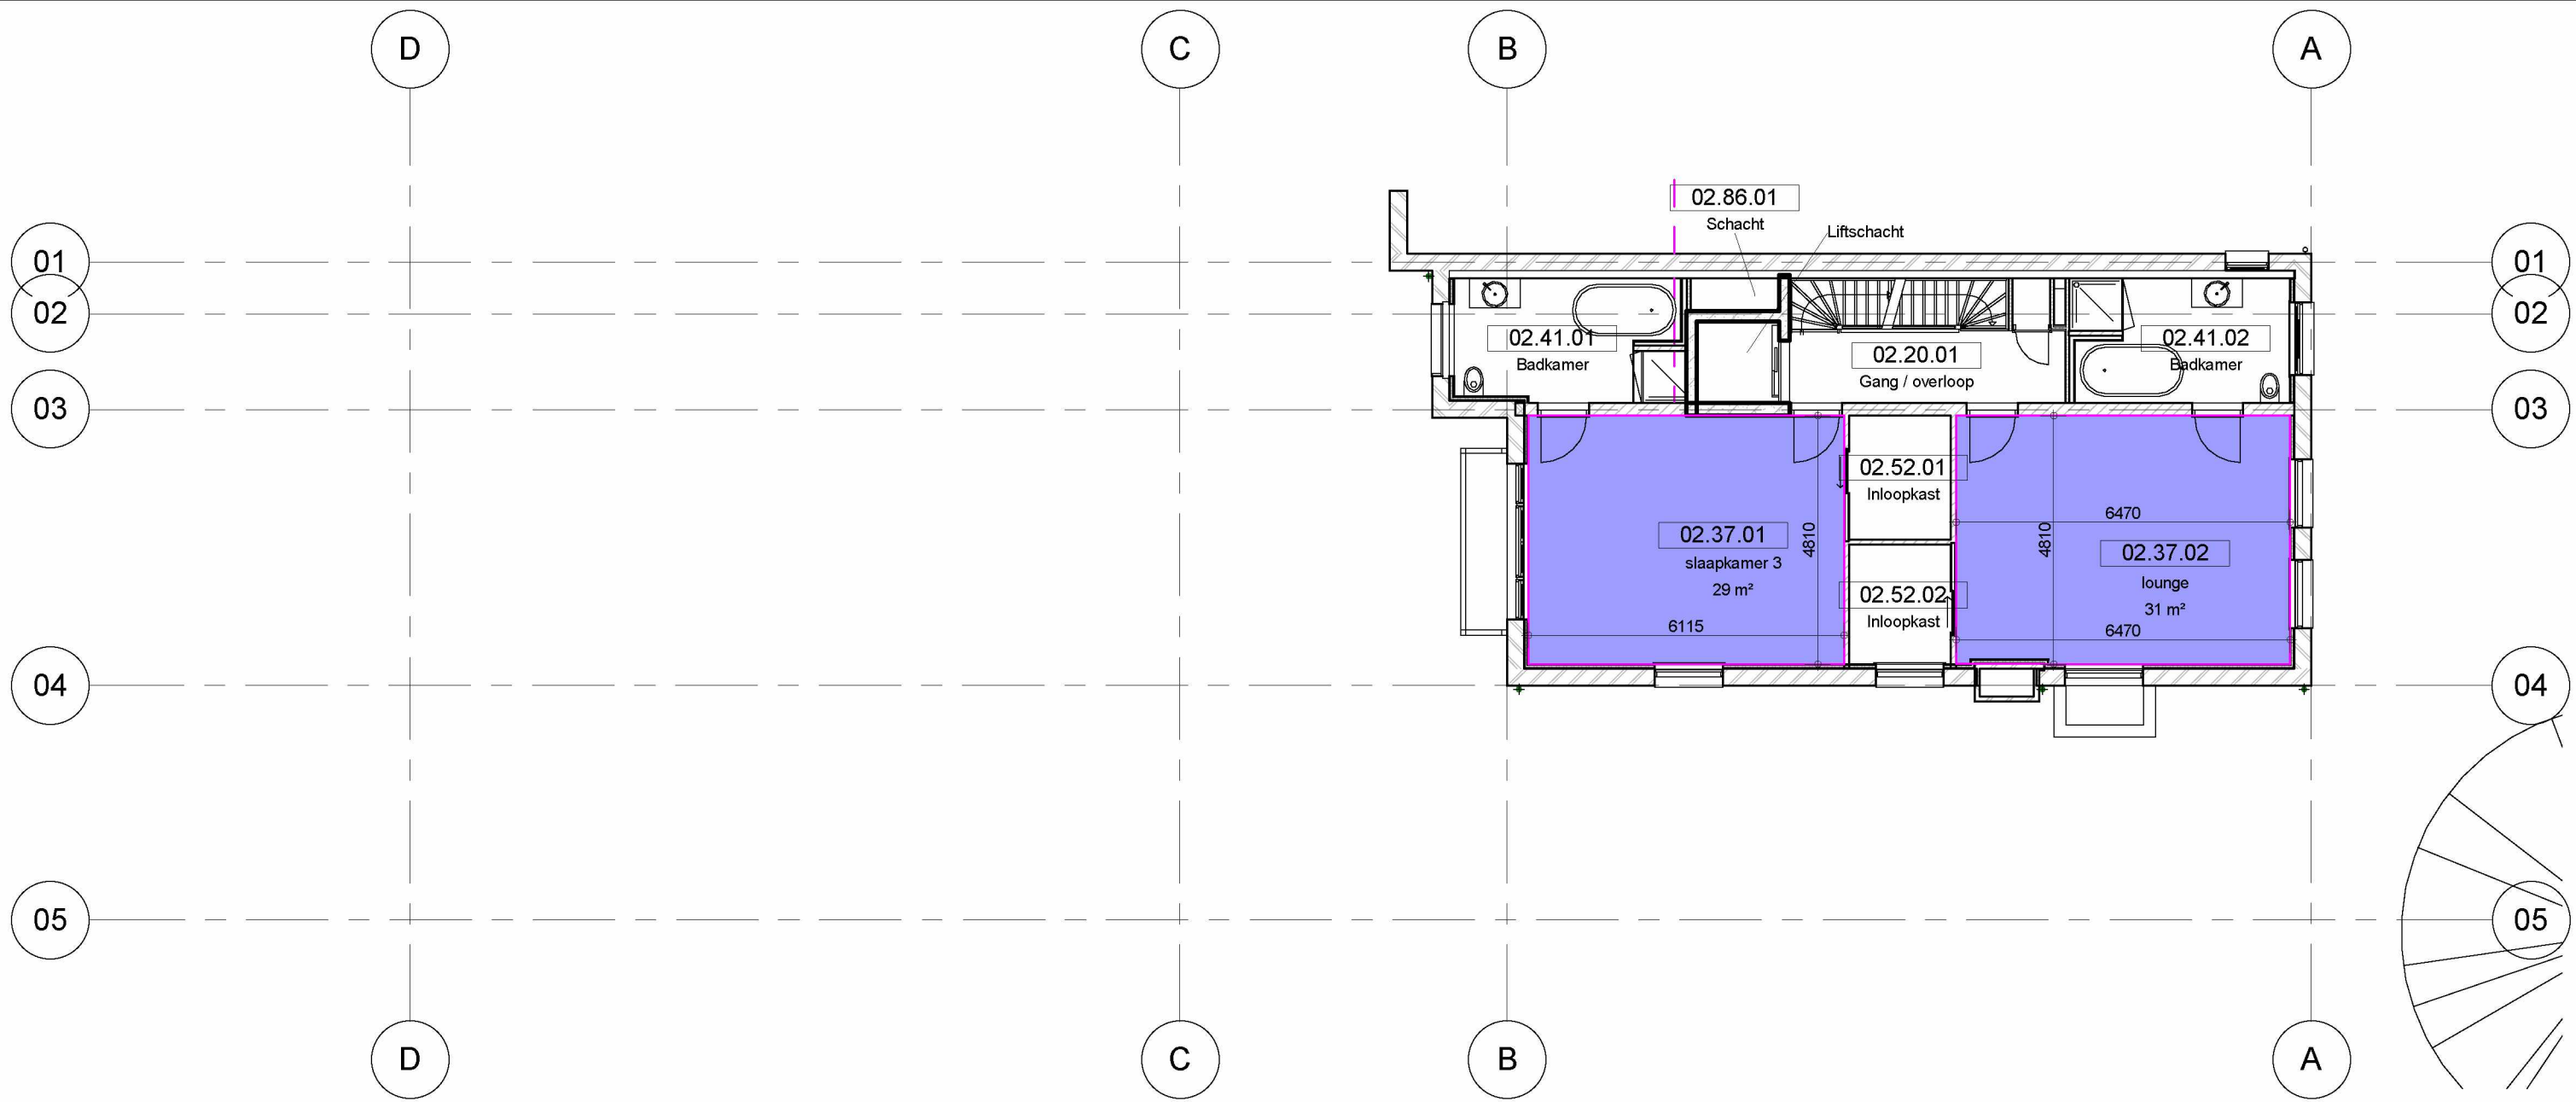 D
C
B
A
02.86.01
Schacht
Liftschacht
01
01
02
02
02.41.01
Badkamer
02.20.01
Gang / overloop
02.41.02
Badkamer
03
03
02.52.01
Inloopkast
02.37.01
slaapkamer 3
29 m²
4810
4810
6470
02.37.02
lounge
31 m²
02.52.02
Inloopkast
6115
6470
04
04
05
05
D
C
B
A